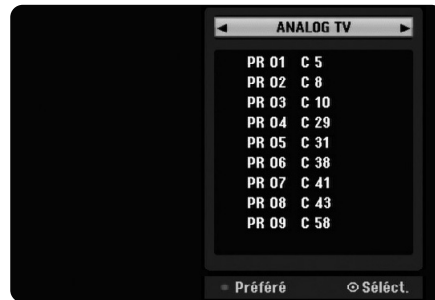 ANALOG TV
PR 01 C 5
PR 02 C 8
PR 03 C 10
PR 04 C 29
PR 05 C 31
PR 06 C 38
PR 07 C 41
PR 08 C 43
PR 09 C 58
Préféré Séléct.